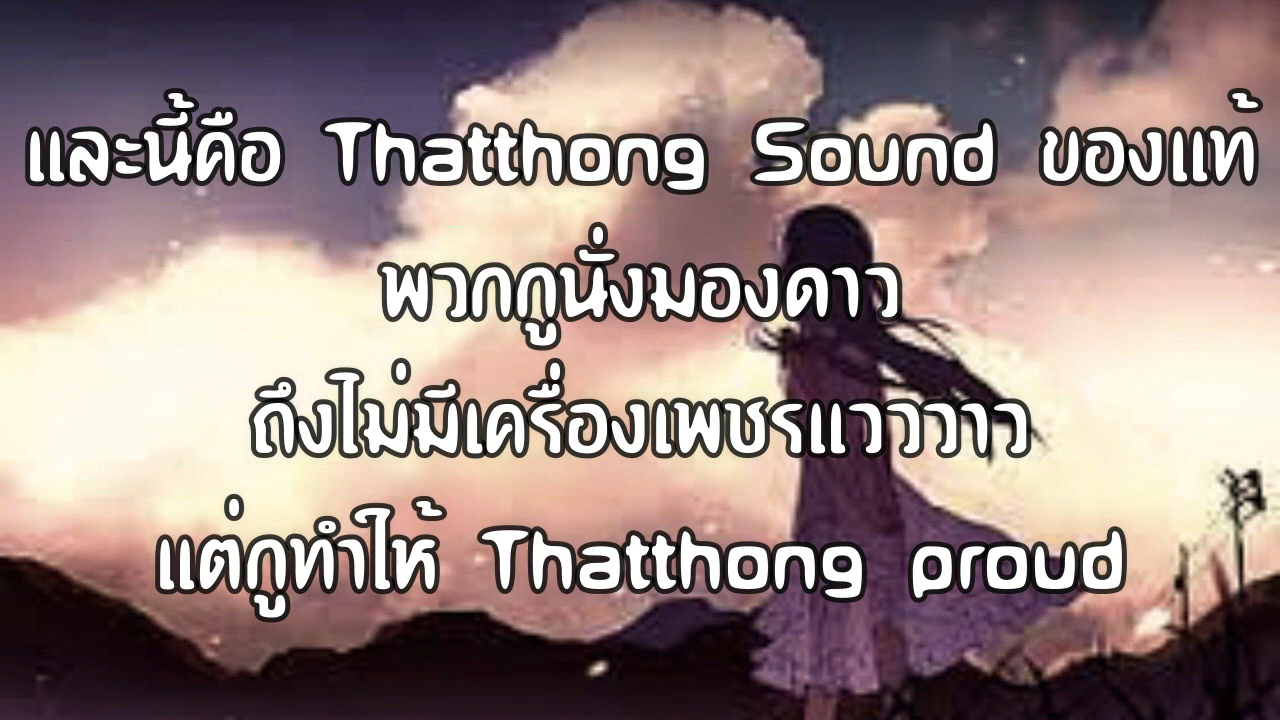 และนี้คือ Thatthong Sound ของแท้
พวกกูนั่งมองดาว
ถึงไม่มีเครื่องเพชรแวววาว
แต่กูทำให้ Thatthong proud